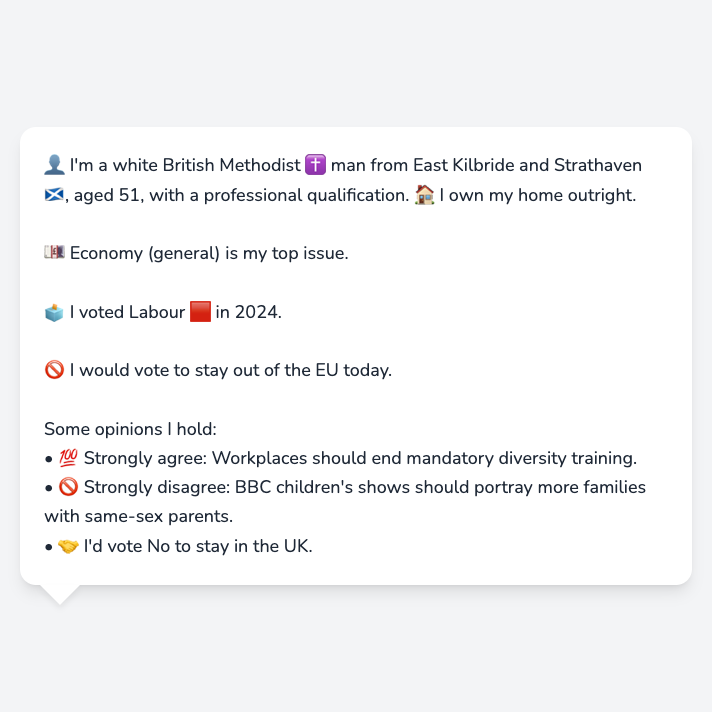 👤 I'm a white British Methodist ✝️ man from East Kilbride and Strathaven
🏴󠁧󠁢󠁳󠁣󠁴󠁿, aged 51, with a professional qualification. 🏠 I own my home outright.
💷 Economy (general) is my top issue.
🗳️ I voted Labour 🟥 in 2024.
🚫 I would vote to stay out of the EU today.
Some opinions I hold:
• 💯 Strongly agree: Workplaces should end mandatory diversity training.
• 🚫 Strongly disagree: BBC children's shows should portray more families
with same-sex parents.
• 🤝 I'd vote No to stay in the UK.